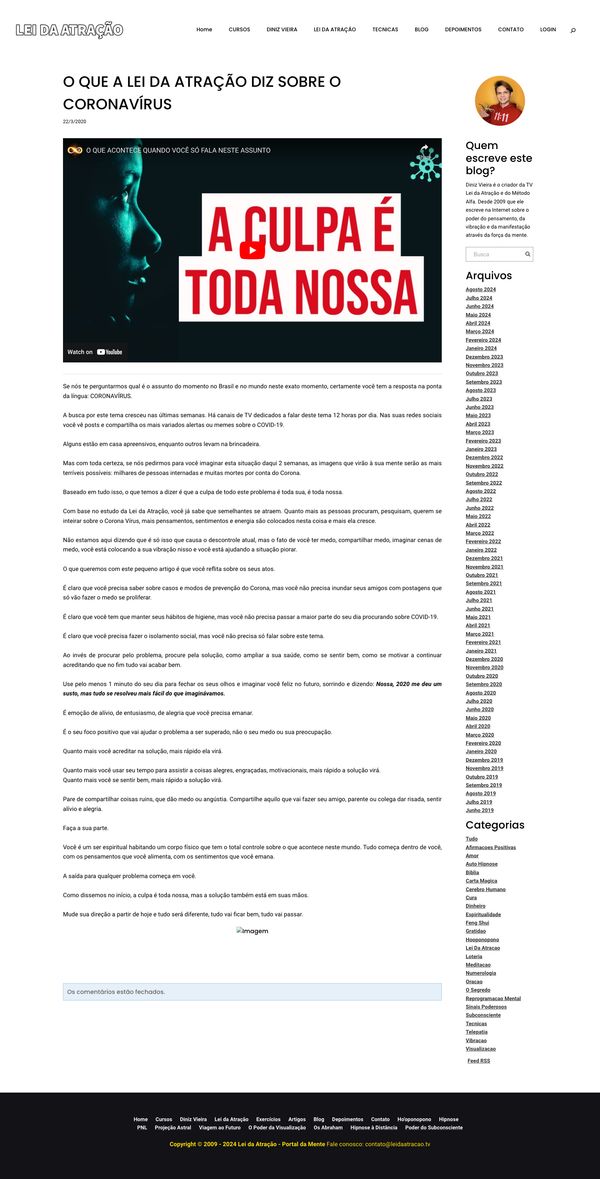 LEI DA ATRAÇÃO
Home CURSOS DINIZ VIEIRA LEI DA ATRAÇÃO TECNICAS BLOG DEPOIMENTOS CONTATO LOGIN
O QUE A LEI DA ATRAÇÃO DIZ SOBRE O
CORONAVÍRUS
22/3/2020
O QUE ACONTECE QUANDO VOCÊ SÓ FALA NESTE ASSUNTO
A CULPA É
TODA NOSSA
Watch on YouTube
Se nós te perguntarmos qual é o assunto do momento no Brasil e no mundo neste exato momento, certamente você tem a resposta na ponta
da língua: CORONAVÍRUS.
A busca por este tema cresceu nas últimas semanas. Há canais de TV dedicados a falar deste tema 12 horas por dia. Nas suas redes sociais
você vê posts e compartilha os mais variados alertas ou memes sobre o COVID-19.
Alguns estão em casa apreensivos, enquanto outros levam na brincadeira.
Mas com toda certeza, se nós pedirmos para você imaginar esta situação daqui 2 semanas, as imagens que virão à sua mente serão as mais
terríveis possíveis: milhares de pessoas internadas e muitas mortes por conta do Corona.
Baseado em tudo isso, o que temos a dizer é que a culpa de todo este problema é toda sua, é toda nossa.
Com base no estudo da Lei da Atração, você já sabe que semelhantes se atraem. Quanto mais as pessoas procuram, pesquisam, querem se
inteirar sobre o Corona Vírus, mais pensamentos, sentimentos e energia são colocados nesta coisa e mais ela cresce.
Não estamos aqui dizendo que é só isso que causa o descontrole atual, mas o fato de você ter medo, compartilhar medo, imaginar cenas de
medo, você está colocando a sua vibração nisso e você está ajudando a situação piorar.
O que queremos com este pequeno artigo é que você reflita sobre os seus atos.
É claro que você precisa saber sobre casos e modos de prevenção do Corona, mas você não precisa inundar seus amigos com postagens que
só vão fazer o medo se proliferar.
É claro que você tem que manter seus hábitos de higiene, mas você não precisa passar a maior parte do seu dia procurando sobre COVID-19.
É claro que você precisa fazer o isolamento social, mas você não precisa só falar sobre este tema.
Ao invés de procurar pelo problema, procure pela solução, como ampliar a sua saúde, como se sentir bem, como se motivar a continuar
acreditando que no fim tudo vai acabar bem.
Use pelo menos 1 minuto do seu dia para fechar os seus olhos e imaginar você feliz no futuro, sorrindo e dizendo: Nossa, 2020 me deu um
susto, mas tudo se resolveu mais fácil do que imaginávamos.
É emoção de alívio, de entusiasmo, de alegria que você precisa emanar.
É o seu foco positivo que vai ajudar o problema a ser superado, não o seu medo ou sua preocupação.
Quanto mais você acreditar na solução, mais rápido ela virá.
Quanto mais você usar seu tempo para assistir a coisas alegres, engraçadas, motivacionais, mais rápido a solução virá.
Quanto mais você se sentir bem, mais rápido a solução virá.
Pare de compartilhar coisas ruins, que dão medo ou angústia. Compartilhe aquilo que vai fazer seu amigo, parente ou colega dar risada, sentir
alívio e alegria.
Faça a sua parte.
Você é um ser espiritual habitando um corpo físico que tem o total controle sobre o que acontece neste mundo. Tudo começa dentro de você,
com os pensamentos que você alimenta, com os sentimentos que você emana.
A saída para qualquer problema começa em você.
Como dissemos no início, a culpa é toda nossa, mas a solução também está em suas mãos.
Mude sua direção a partir de hoje e tudo será diferente, tudo vai ficar bem, tudo vai passar.
Imagem
Os comentários estão fechados.
11:11
Quem
escreve este
blog?
Diniz Vieira é o criador da TV
Lei da Atração e do Método
Alfa. Desde 2009 que ele
escreve na Internet sobre o
poder do pensamento, da
vibração e da manifestação
através da força da mente.
Busca
Arquivos
Agosto 2024
Julho 2024
Junho 2024
Maio 2024
Abril 2024
Março 2024
Fevereiro 2024
Janeiro 2024
Dezembro 2023
Novembro 2023
Outubro 2023
Setembro 2023
Agosto 2023
Julho 2023
Junho 2023
Maio 2023
Abril 2023
Março 2023
Fevereiro 2023
Janeiro 2023
Dezembro 2022
Novembro 2022
Outubro 2022
Setembro 2022
Agosto 2022
Julho 2022
Junho 2022
Maio 2022
Abril 2022
Março 2022
Fevereiro 2022
Janeiro 2022
Dezembro 2021
Novembro 2021
Outubro 2021
Setembro 2021
Agosto 2021
Julho 2021
Junho 2021
Maio 2021
Abril 2021
Março 2021
Fevereiro 2021
Janeiro 2021
Dezembro 2020
Novembro 2020
Outubro 2020
Setembro 2020
Agosto 2020
Julho 2020
Junho 2020
Maio 2020
Abril 2020
Março 2020
Fevereiro 2020
Janeiro 2020
Dezembro 2019
Novembro 2019
Outubro 2019
Setembro 2019
Agosto 2019
Julho 2019
Junho 2019
Categorias
Tudo
Afirmacoes Positivas
Amor
Auto Hipnose
Biblia
Carta Magica
Cerebro Humano
Cura
Dinheiro
Espiritualidade
Feng Shui
Gratidao
Hooponopono
Lei Da Atracao
Loteria
Meditacao
Numerologia
Oracao
O Segredo
Reprogramacao Mental
Sinais Poderosos
Subconsciente
Tecnicas
Telepatia
Vibracao
Visualizacao
Feed RSS
Home Cursos Diniz Vieira Lei da Atração Exercícios Artigos Blog Depoimentos Contato Ho'oponopono Hipnose
PNL Projeção Astral Viagem ao Futuro O Poder da Visualização Os Abraham Hipnose à Distância Poder do Subconsciente
Copyright © 2009 - 2024 Lei da Atração - Portal da Mente Fale conosco: contato@leidaatracao.tv